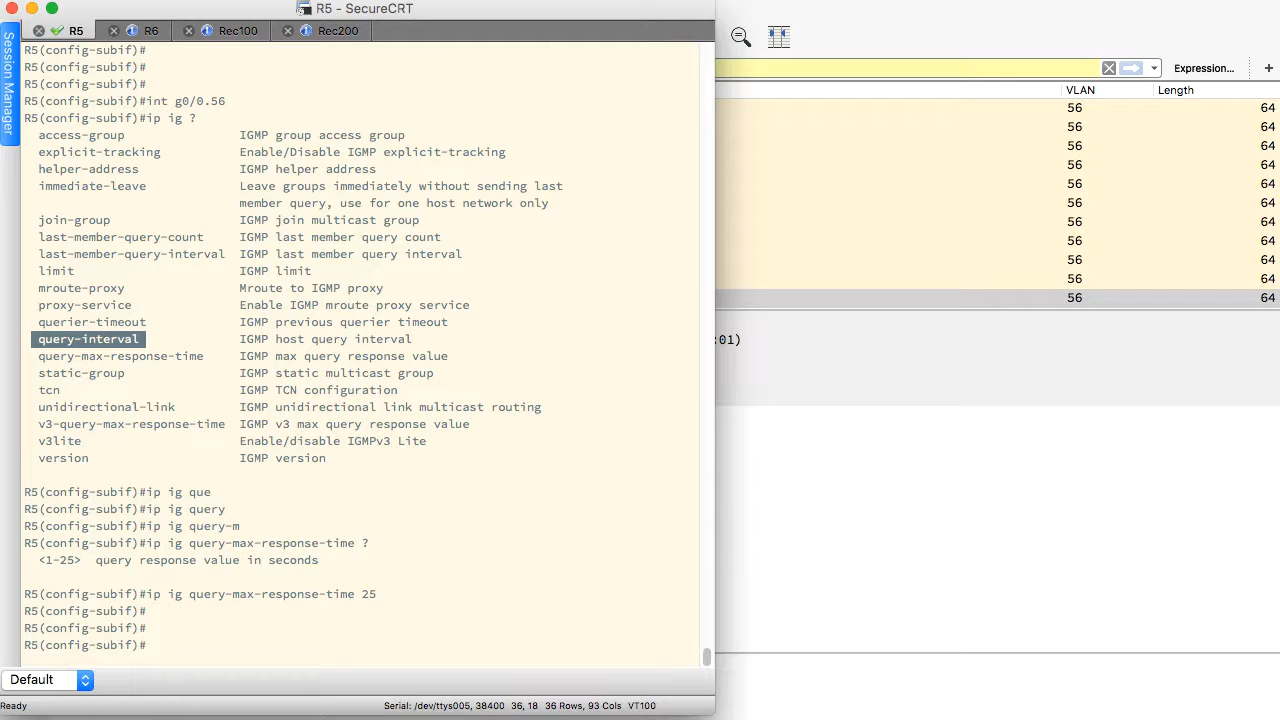 R5 - SecureCRT
R5
R6
Rec100
Rec200
Session Manager
R5(config-subif)#
R5(config-subif)#
R5(config-subif)#
R5(config-subif)#int g0/0.56
R5(config-subif)#ip ig ?
access-group IGMP group access group
explicit-tracking Enable/Disable IGMP explicit-tracking
helper-address IGMP helper address
immediate-leave Leave groups immediately without sending last
member query, use for one host network only
join-group IGMP join multicast group
last-member-query-count IGMP last member query count
last-member-query-interval IGMP last member query interval
limit IGMP limit
mroute-proxy Mroute to IGMP proxy
proxy-service Enable IGMP mroute proxy service
querier-timeout IGMP previous querier timeout
query-interval IGMP host query interval
query-max-response-time IGMP max query response value
static-group IGMP static multicast group
tcn IGMP TCN configuration
unidirectional-link IGMP unidirectional link multicast routing
v3-query-max-response-time IGMP v3 max query response value
v3lite Enable/disable IGMPv3 Lite
version IGMP version
R5(config-subif)#ip ig que
R5(config-subif)#ip ig query
R5(config-subif)#ip ig query-m
R5(config-subif)#ip ig query-max-response-time ?
<1-25> query response value in seconds
R5(config-subif)#ip ig query-max-response-time 25
R5(config-subif)#
R5(config-subif)#
R5(config-subif)#
Default
Ready
Serial: /dev/ttys005, 38400 36, 18 36 Rows, 93 Cols VT100
Expression... +
VLAN Length
56 64
56 64
56 64
56 64
56 64
56 64
56 64
56 64
56 64
56 64
56 64
:01)